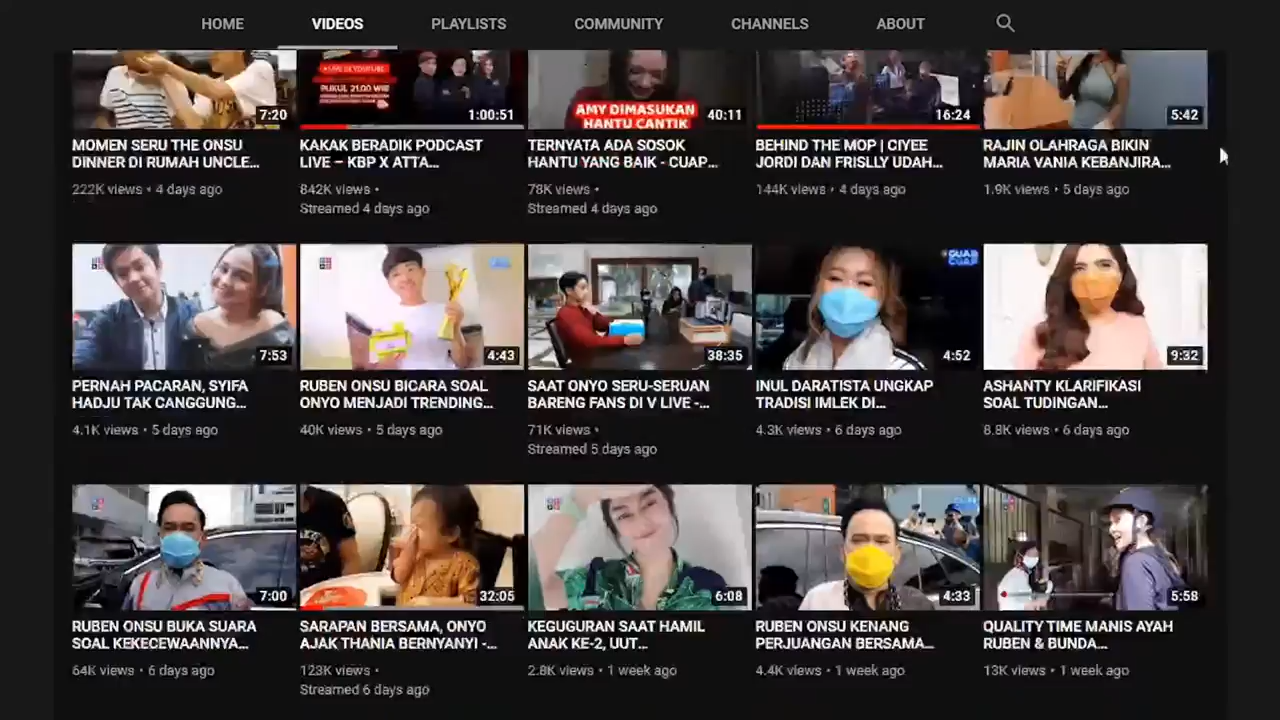 HOME VIDEOS PLAYLISTS COMMUNITY CHANNELS ABOUT
LIVE DI YOUTUBE
PUKUL 21.00 WIB
AMY DIMASUKAN
HANTU CANTIK
7:20
1:00:51
40:11
16:24
5:42
MOMEN SERU THE ONSU
DINNER DI RUMAH UNCLE...
222K views • 4 days ago
KAKAK BERADIK PODCAST
LIVE – KBP X ATTA...
842K views •
Streamed 4 days ago
TERNYATA ADA SOSOK
HANTU YANG BAIK - CUAP...
78K views •
Streamed 4 days ago
BEHIND THE MOP | CIYEE
JORDI DAN FRISLLY UDAH...
144K views • 4 days ago
RAJIN OLAHRAGA BIKIN
MARIA VANIA KEBANJIRA...
1.9K views • 5 days ago
7:53
4:43
38:35
CUAP
CUAP
4:52
9:32
PERNAH PACARAN, SYIFA
HADJU TAK CANGGUNG...
4.1K views • 5 days ago
RUBEN ONSU BICARA SOAL
ONYO MENJADI TRENDING...
40K views • 5 days ago
SAAT ONYO SERU-SERUAN
BARENG FANS DI V LIVE -...
71K views •
Streamed 5 days ago
INUL DARATISTA UNGKAP
TRADISI IMLEK DI...
4.3K views • 6 days ago
ASHANTY KLARIFIKASI
SOAL TUDINGAN...
8.8K views • 6 days ago
7:00
32:05
6:08
4:33
5:58
RUBEN ONSU BUKA SUARA
SOAL KEKECEWAANNYA...
64K views • 6 days ago
SARAPAN BERSAMA, ONYO
AJAK THANIA BERNYANYI -...
123K views •
Streamed 6 days ago
KEGUGURAN SAAT HAMIL
ANAK KE-2, UUT...
2.8K views • 1 week ago
RUBEN ONSU KENANG
PERJUANGAN BERSAMA...
4.4K views • 1 week ago
QUALITY TIME MANIS AYAH
RUBEN & BUNDA...
13K views • 1 week ago